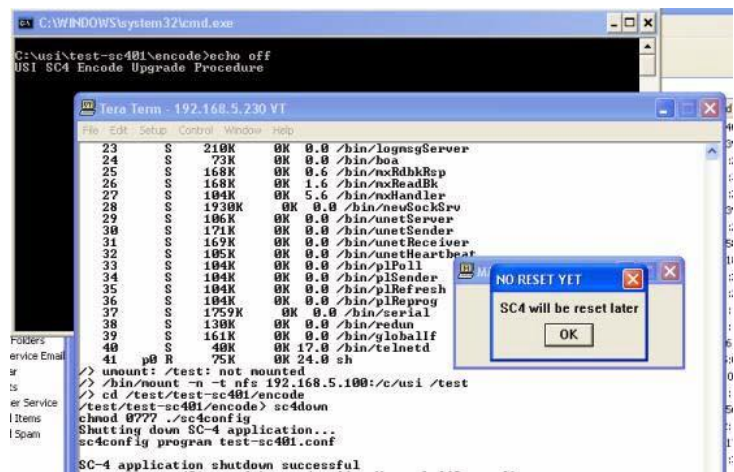 C:\WINDOWS\system32\cmd.exe
C:\usi\test-sc401\encode>echo off
USI SC4 Encode Upgrade Procedure
Tera Term - 192.168.5.230 VT
File Edit Setup Control Window Help
23 S 210K 0K 0.0 /bin/logmsgServer
24 S 73K 0K 0.0 /bin/boa
25 S 168K 0K 0.6 /bin/mxRdbkRsp
26 S 168K 0K 1.6 /bin/mxReadBk
27 S 104K 0K 5.6 /bin/mxHandler
28 S 1930K 0K 0.0 /bin/newSockSrv
29 S 106K 0K 0.0 /bin/unetServer
30 S 171K 0K 0.0 /bin/unetSender
31 S 169K 0K 0.0 /bin/unetReceiver
32 S 105K 0K 0.0 /bin/unetHeartbeat
33 S 104K 0K 0.0 /bin/plPoll
34 S 104K 0K 0.0 /bin/plSender
35 S 104K 0K 0.0 /bin/plRefresh
36 S 104K 0K 0.0 /bin/plReprog
37 S 1759K 0K 0.0 /bin/serial
38 S 130K 0K 0.0 /bin/redun
39 S 161K 0K 0.0 /bin/globalIf
40 S 40K 0K 17.0 /bin/telnetd
41 p0 R 75K 0K 24.0 sh
/> umount: /test: not mounted
/> /bin/mount -n -t nfs 192.168.5.100:/c/usi /test
/> cd /test/test-sc401/encode
/test/test-sc401/encode> sc4down
chmod 0777 ./sc4config
Shutting down SC-4 application...
sc4config program test-sc401.conf
SC-4 application shutdown successful
NO RESET YET
SC4 will be reset later
OK
Folders
ervice Email
er Service
l Items
l Spam